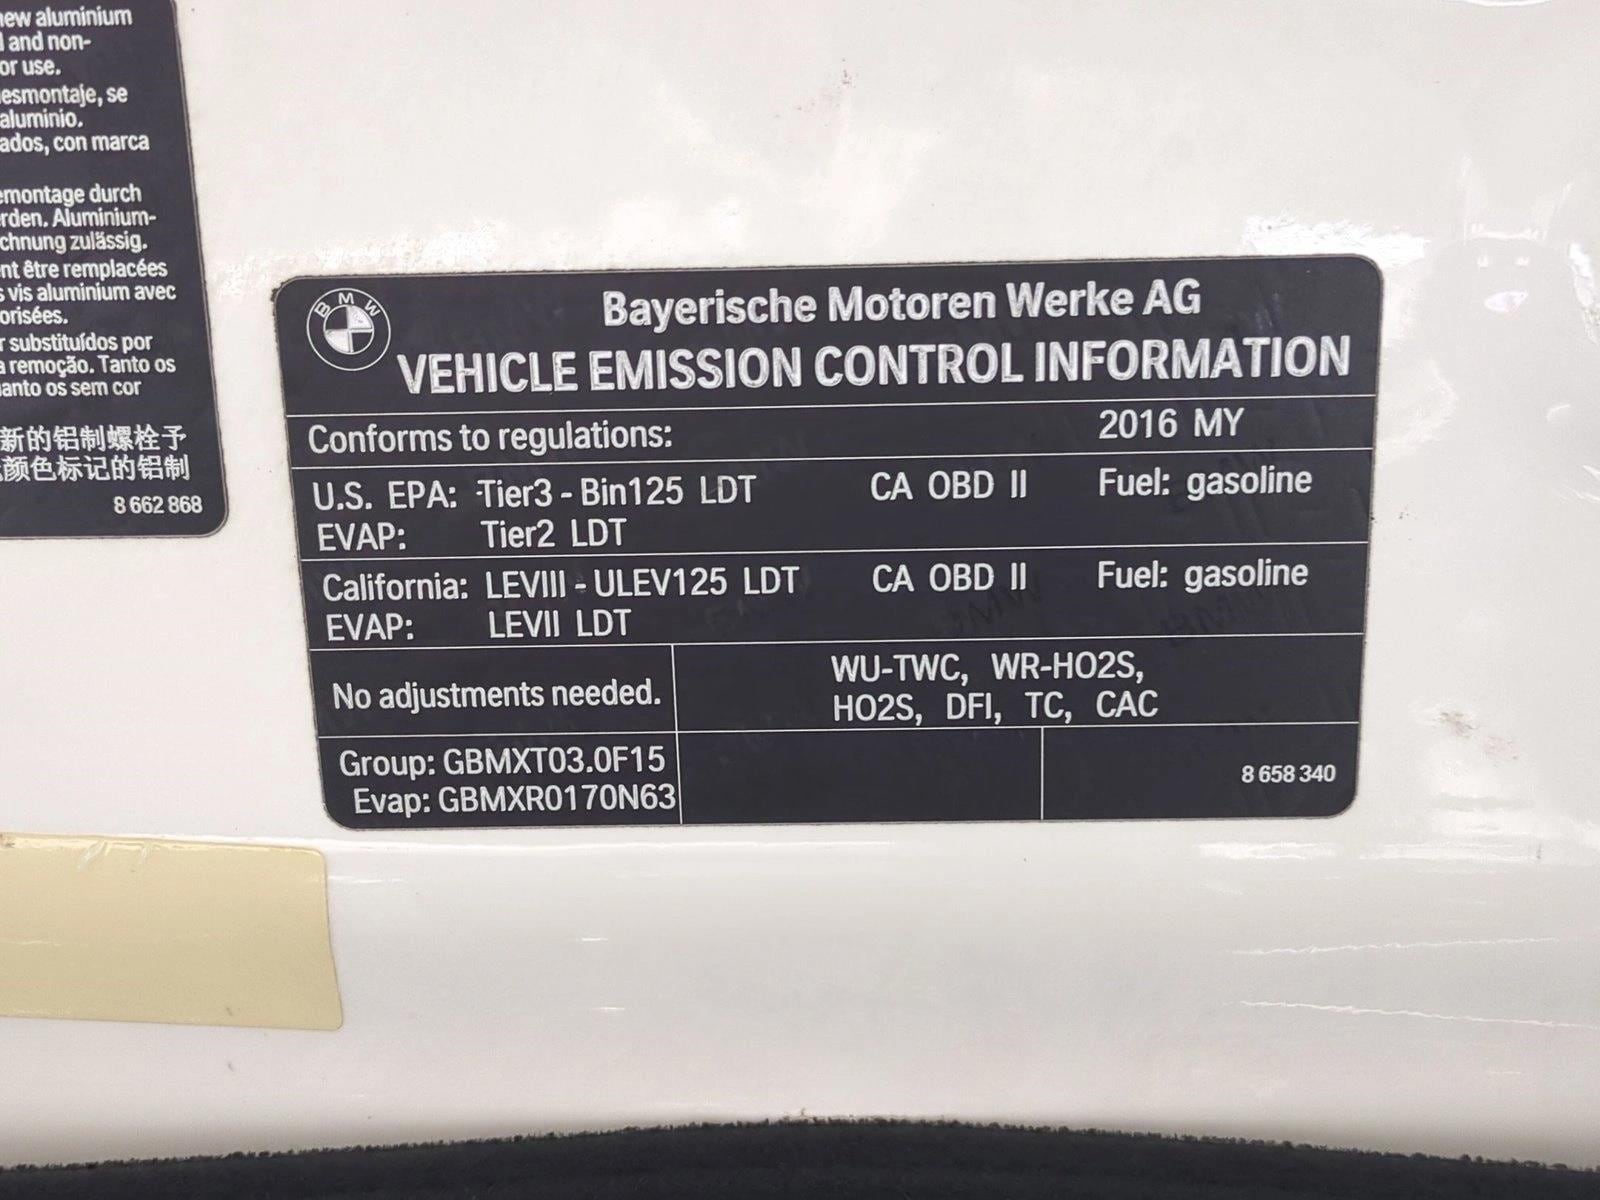 new aluminium
and non-
or use.
esmontaje, se
aluminio.
ados, con marca
emontage durch
rden. Aluminium-
chnung zulässig.
nt être remplacées
s vis aluminium avec
orisées.
r substituídos por
a remoção. Tanto os
uanto os sem cor
新的铝制螺栓予
颜色标记的铝制
8 662 868
BMW
Bayerische Motoren Werke AG
VEHICLE EMISSION CONTROL INFORMATION
Conforms to regulations: 2016 MY
U.S. EPA: Tier3 - Bin125 LDT CA OBD II Fuel: gasoline
EVAP: Tier2 LDT
California: LEVIII - ULEV125 LDT CA OBD II Fuel: gasoline
EVAP: LEVII LDT
No adjustments needed.
WU-TWC, WR-HO2S,
HO2S, DFI, TC, CAC
Group: GBMXT03.0F15
Evap: GBMXR0170N63
8 658 340